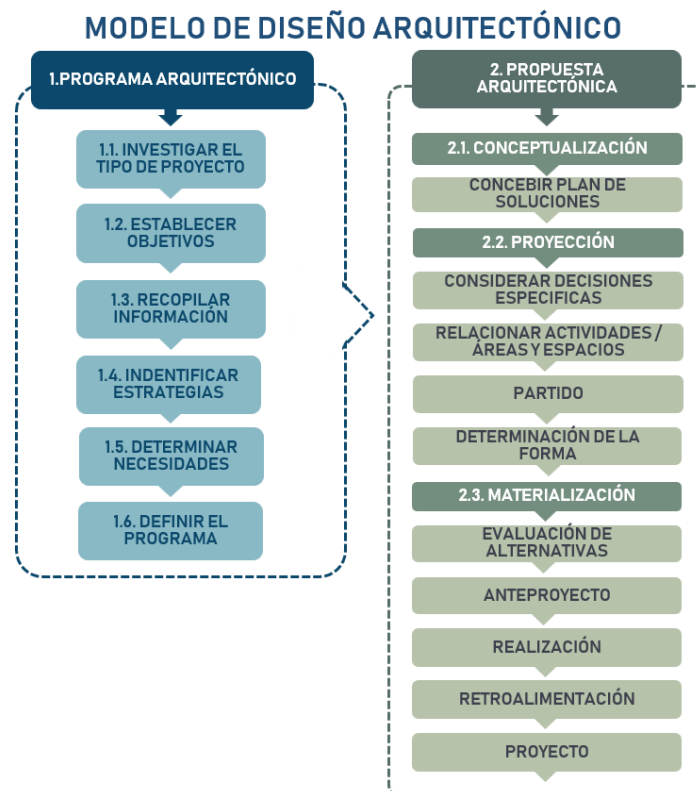 MODELO DE DISEÑO ARQUITECTÓNICO
1.PROGRAMA ARQUITECTÓNICO
1.1. INVESTIGAR EL
TIPO DE PROYECTO
1.2. ESTABLECER
OBJETIVOS
1.3. RECOPILAR
INFORMACIÓN
1.4. INDENTIFICAR
ESTRATEGIAS
1.5. DETERMINAR
NECESIDADES
1.6. DEFINIR EL
PROGRAMA
2. PROPUESTA
ARQUITECTÓNICA
2.1. CONCEPTUALIZACIÓN
CONCEBIR PLAN DE
SOLUCIONES
2.2. PROYECCIÓN
CONSIDERAR DECISIONES
ESPECIFICAS
RELACIONAR ACTIVIDADES /
ÁREAS Y ESPACIOS
PARTIDO
DETERMINACIÓN DE LA
FORMA
2.3. MATERIALIZACIÓN
EVALUACIÓN DE
ALTERNATIVAS
ANTEPROYECTO
REALIZACIÓN
RETROALIMENTACIÓN
PROYECTO